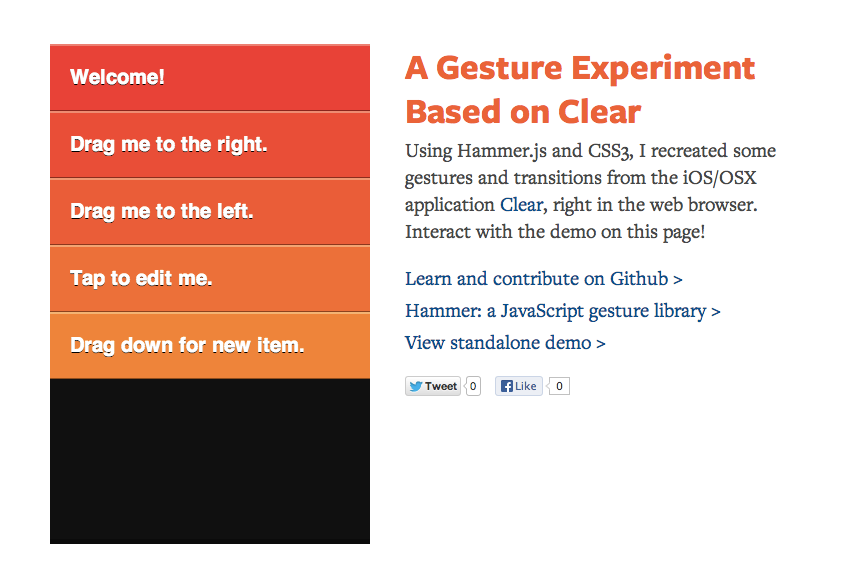 Welcome!
Drag me to the right.
Drag me to the left.
Tap to edit me.
Drag down for new item.
A Gesture Experiment
Based on Clear
Using Hammer.js and CSS3, I recreated some
gestures and transitions from the iOS/OSX
application Clear, right in the web browser.
Interact with the demo on this page!
Learn and contribute on Github >
Hammer: a JavaScript gesture library >
View standalone demo >
Tweet 0 Like 0